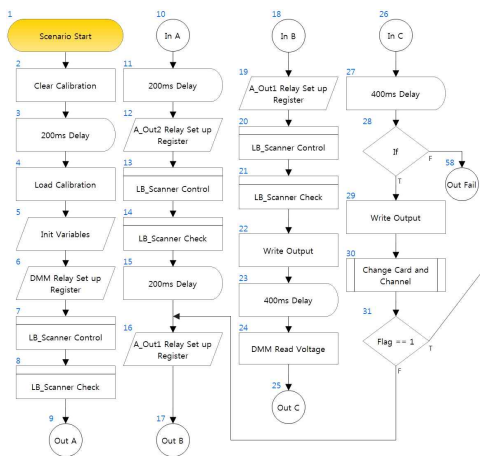 1
Scenario Start
2
Clear Calibration
3
200ms Delay
4
Load Calibration
5
Init Variables
6
DMM Relay Set up
Register
7
LB_Scanner Control
8
LB_Scanner Check
9
Out A
10
In A
11
200ms Delay
12
A_Out2 Relay Set up
Register
13
LB_Scanner Control
14
LB_Scanner Check
15
200ms Delay
16
A_Out1 Relay Set up
Register
17
Out B
18
In B
19
A_Out1 Relay Set up
Register
20
LB_Scanner Control
21
LB_Scanner Check
22
Write Output
23
400ms Delay
24
DMM Read Voltage
25
Out C
26
In C
27
400ms Delay
28
If
F
T
58
Out Fail
29
Write Output
30
Change Card and
Channel
31
Flag == 1
T
F